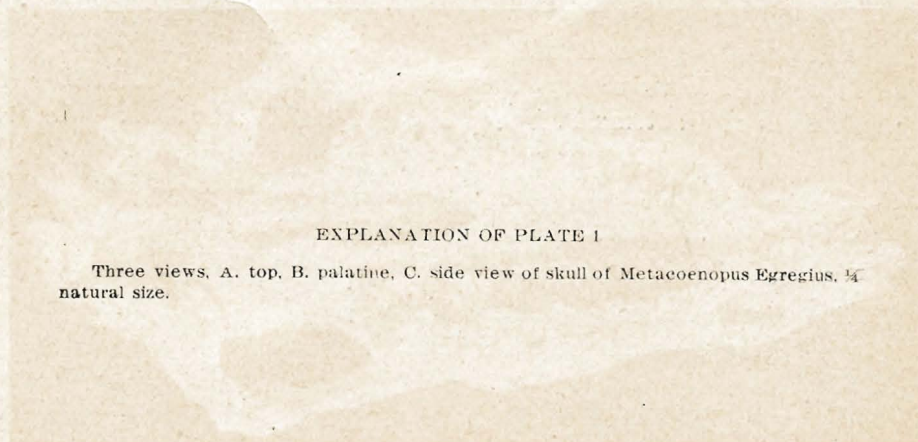 EXPLANATION OF PLATE 1
Three views, A. top, B. palatine, C. side view of skull of Metacoenopus Egregius, ¼
natural size.